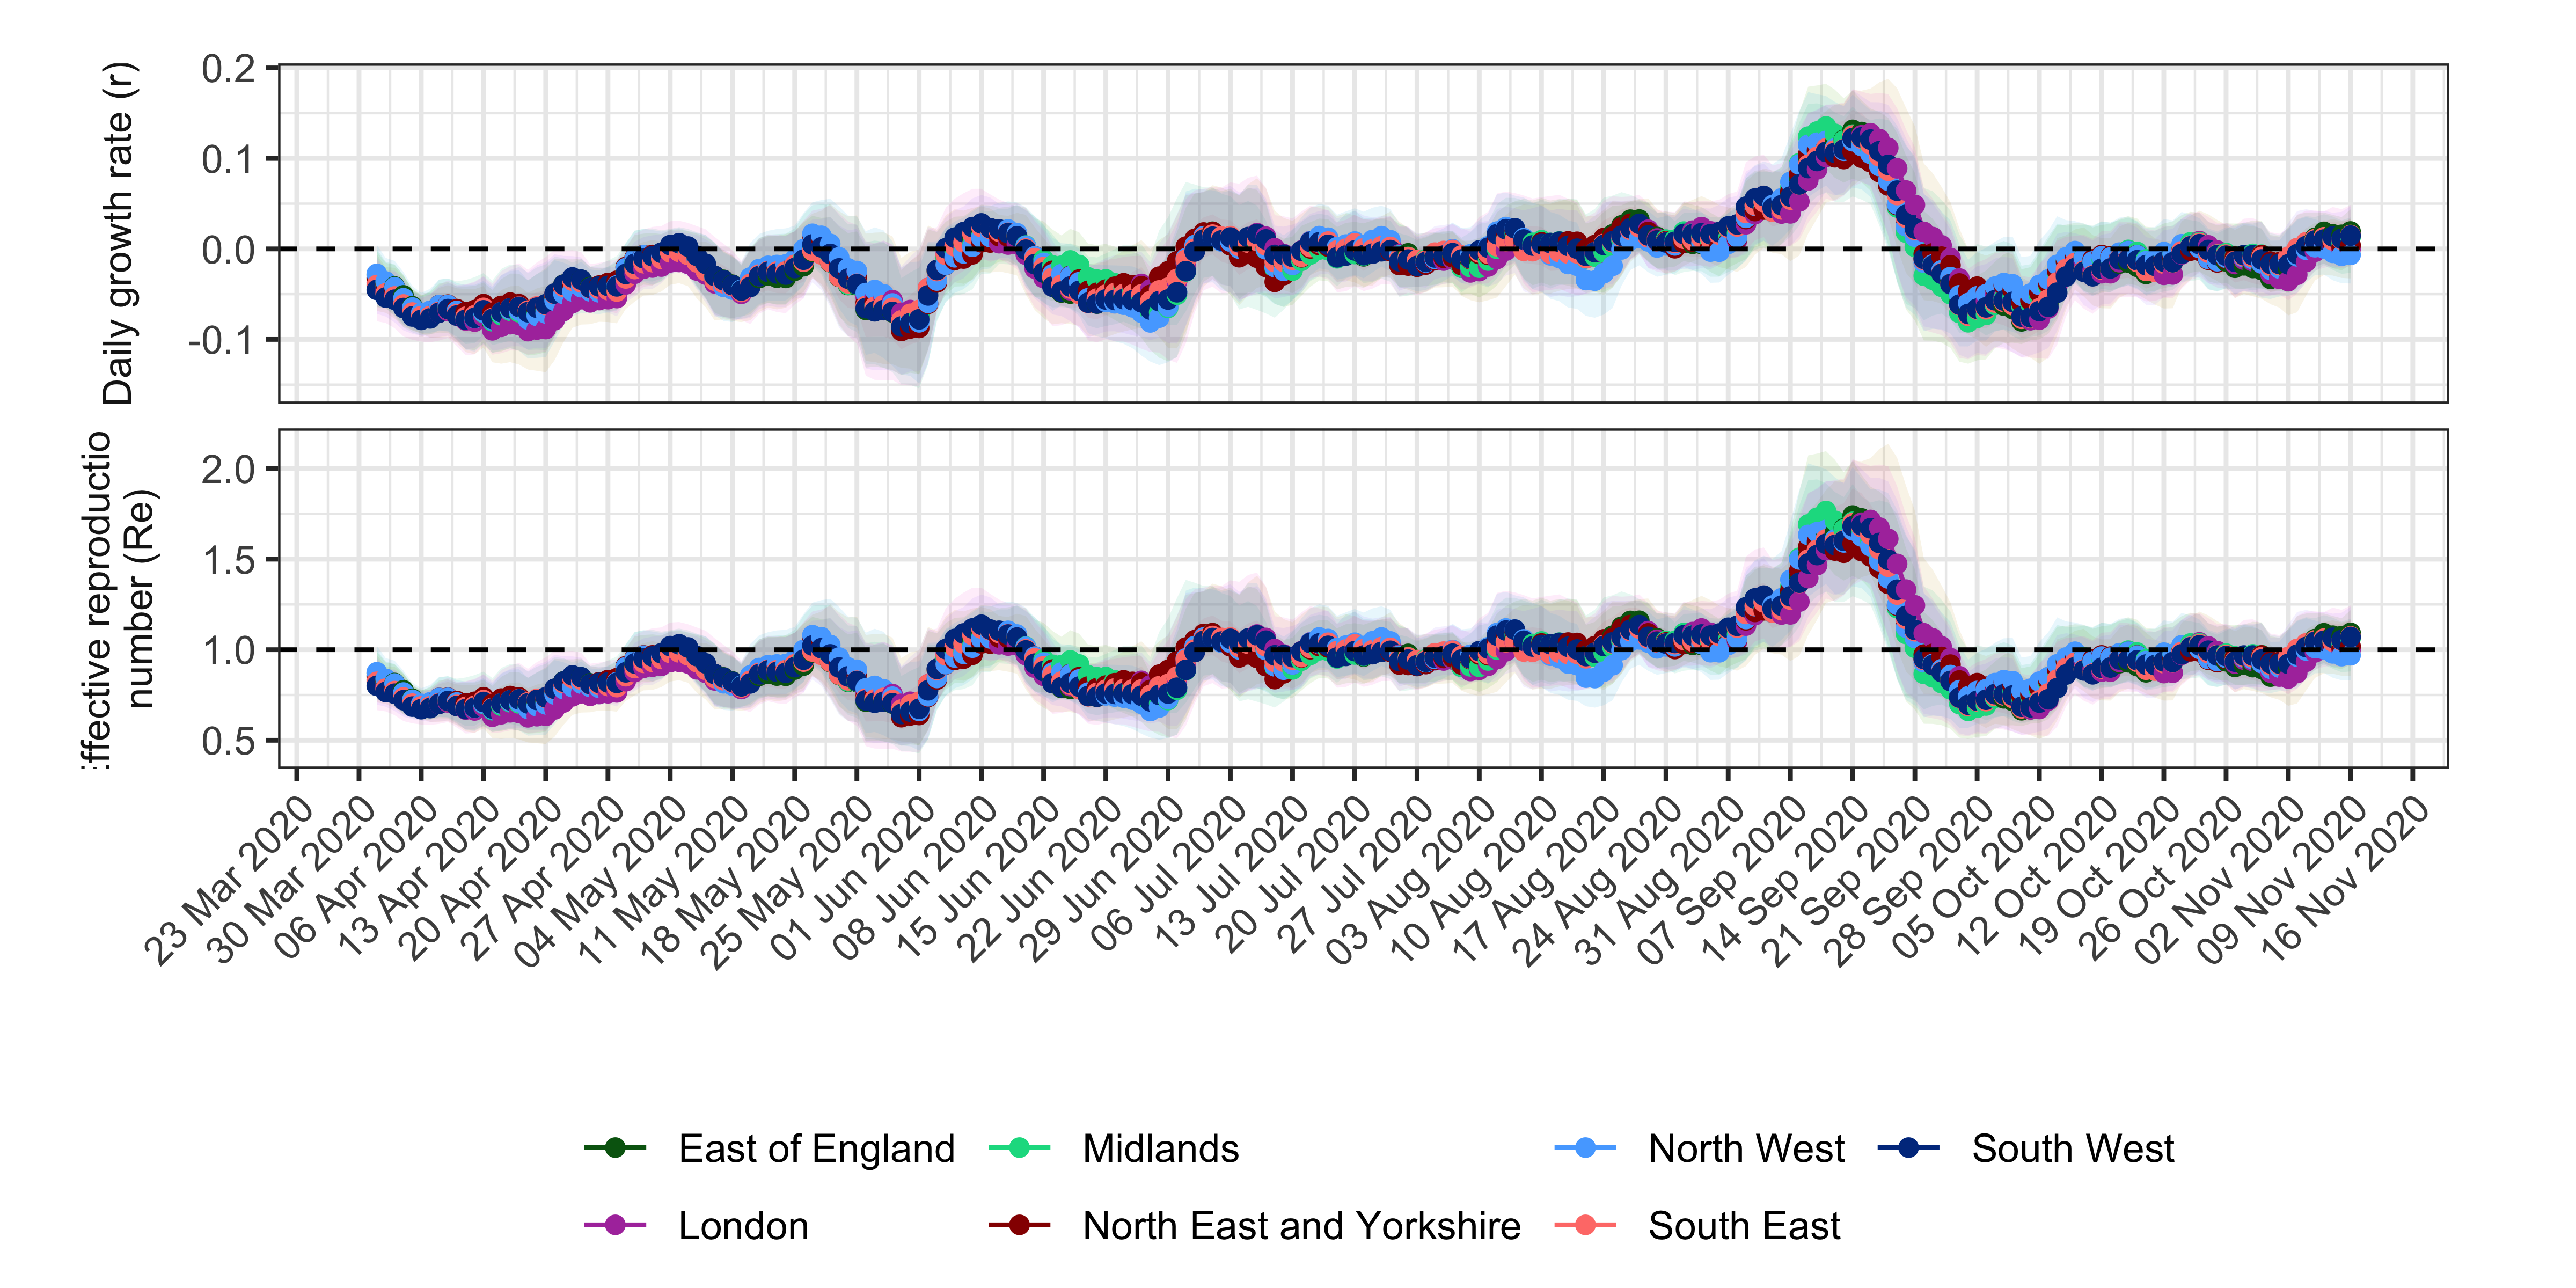 Daily growth rate (r)
0.2
0.1
0.0
-0.1
ffective reproductio
number (Re)
2.0
1.5
1.0
0.5
23 Mar 2020
30 Mar 2020
06 Apr 2020
13 Apr 2020
20 Apr 2020
27 Apr 2020
04 May 2020
11 May 2020
18 May 2020
25 May 2020
01 Jun 2020
08 Jun 2020
15 Jun 2020
22 Jun 2020
29 Jun 2020
06 Jul 2020
13 Jul 2020
20 Jul 2020
27 Jul 2020
03 Aug 2020
10 Aug 2020
17 Aug 2020
24 Aug 2020
31 Aug 2020
07 Sep 2020
14 Sep 2020
21 Sep 2020
28 Sep 2020
05 Oct 2020
12 Oct 2020
19 Oct 2020
26 Oct 2020
02 Nov 2020
09 Nov 2020
16 Nov 2020
East of England
Midlands
North West
South West
London
North East and Yorkshire
South East